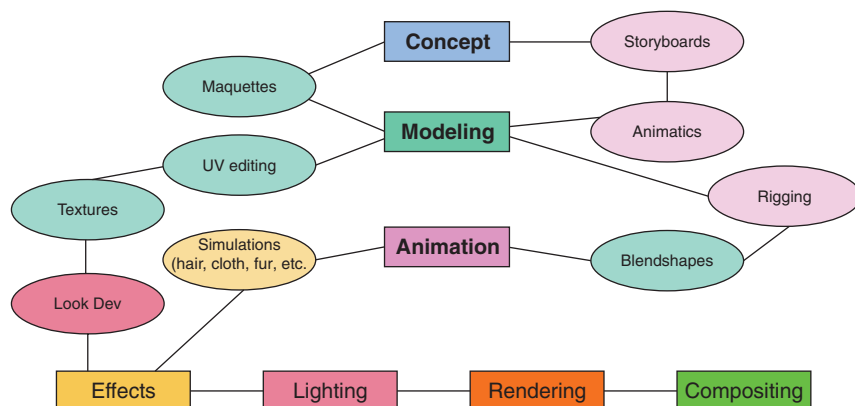 Concept
Storyboards
Maquettes
Modeling
Animatics
UV editing
Rigging
Textures
Simulations
(hair, cloth, fur, etc.
Animation
Blendshapes
Look Dev
Effects
Lighting
Rendering
Compositing